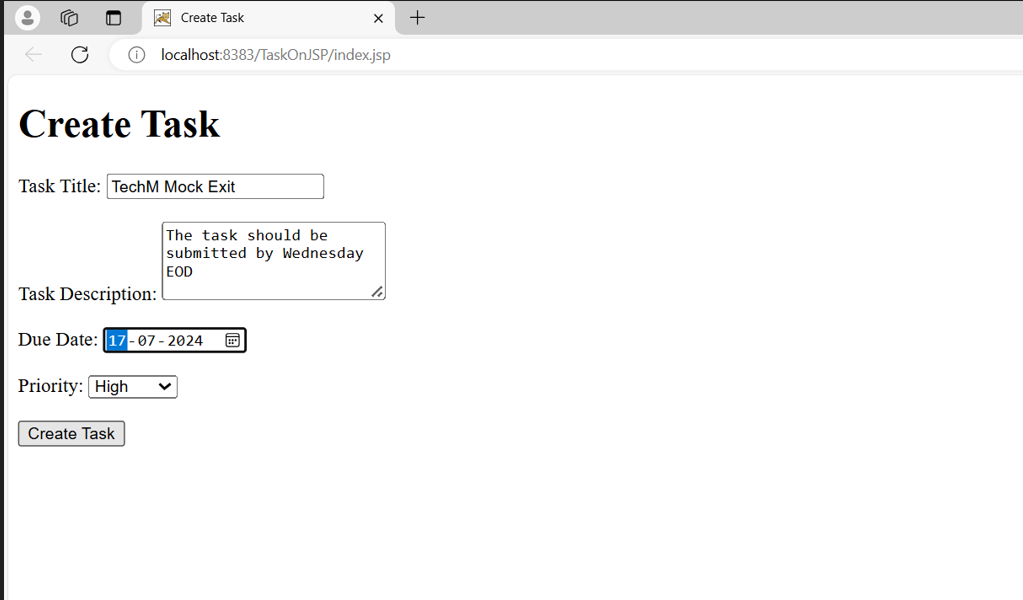 Create Task
localhost:8383/TaskOnJSP/index.jsp
Create Task
Task Title: TechM Mock Exit
The task should be
submitted by Wednesday
EOD
Task Description:
Due Date: 17-07-2024
Priority: High
Create Task